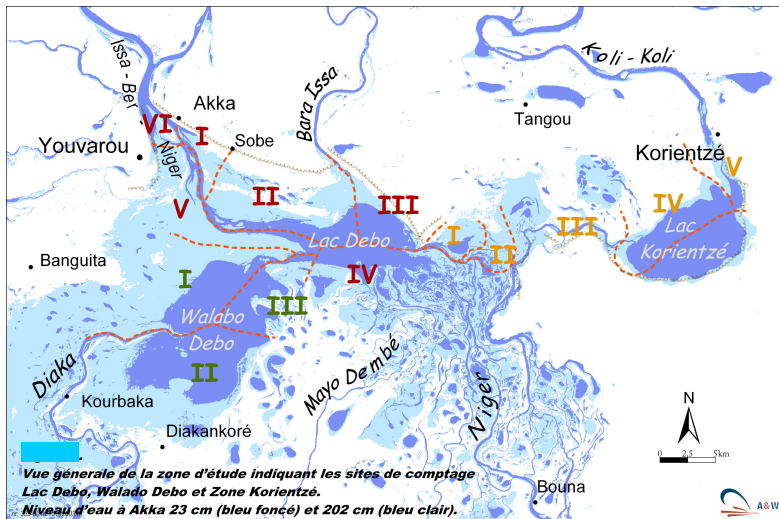 Issa - Ber
Akka
Bara Issa
Koli - Koli
Tangou
VI
I
Sobe
Youvarou
Niger
Korientzé
V
II
V
III
IV
Lac Debo
I
II
III
Lac
Korientzé
Banguita
I
IV
III
Walabo
Debo
II
Diaka
Mayo Dembé
Niger
Kourbaka
Diakankoré
N
0 2,5 5km
Bouna
Vue génerale de la zone d'étude indiquant les sites de comptage
Lac Debo, Walado Debo et Zone Korientzé.
Niveau d'eau à Akka 23 cm (bleu foncé) et 202 cm (bleu clair).
A&W